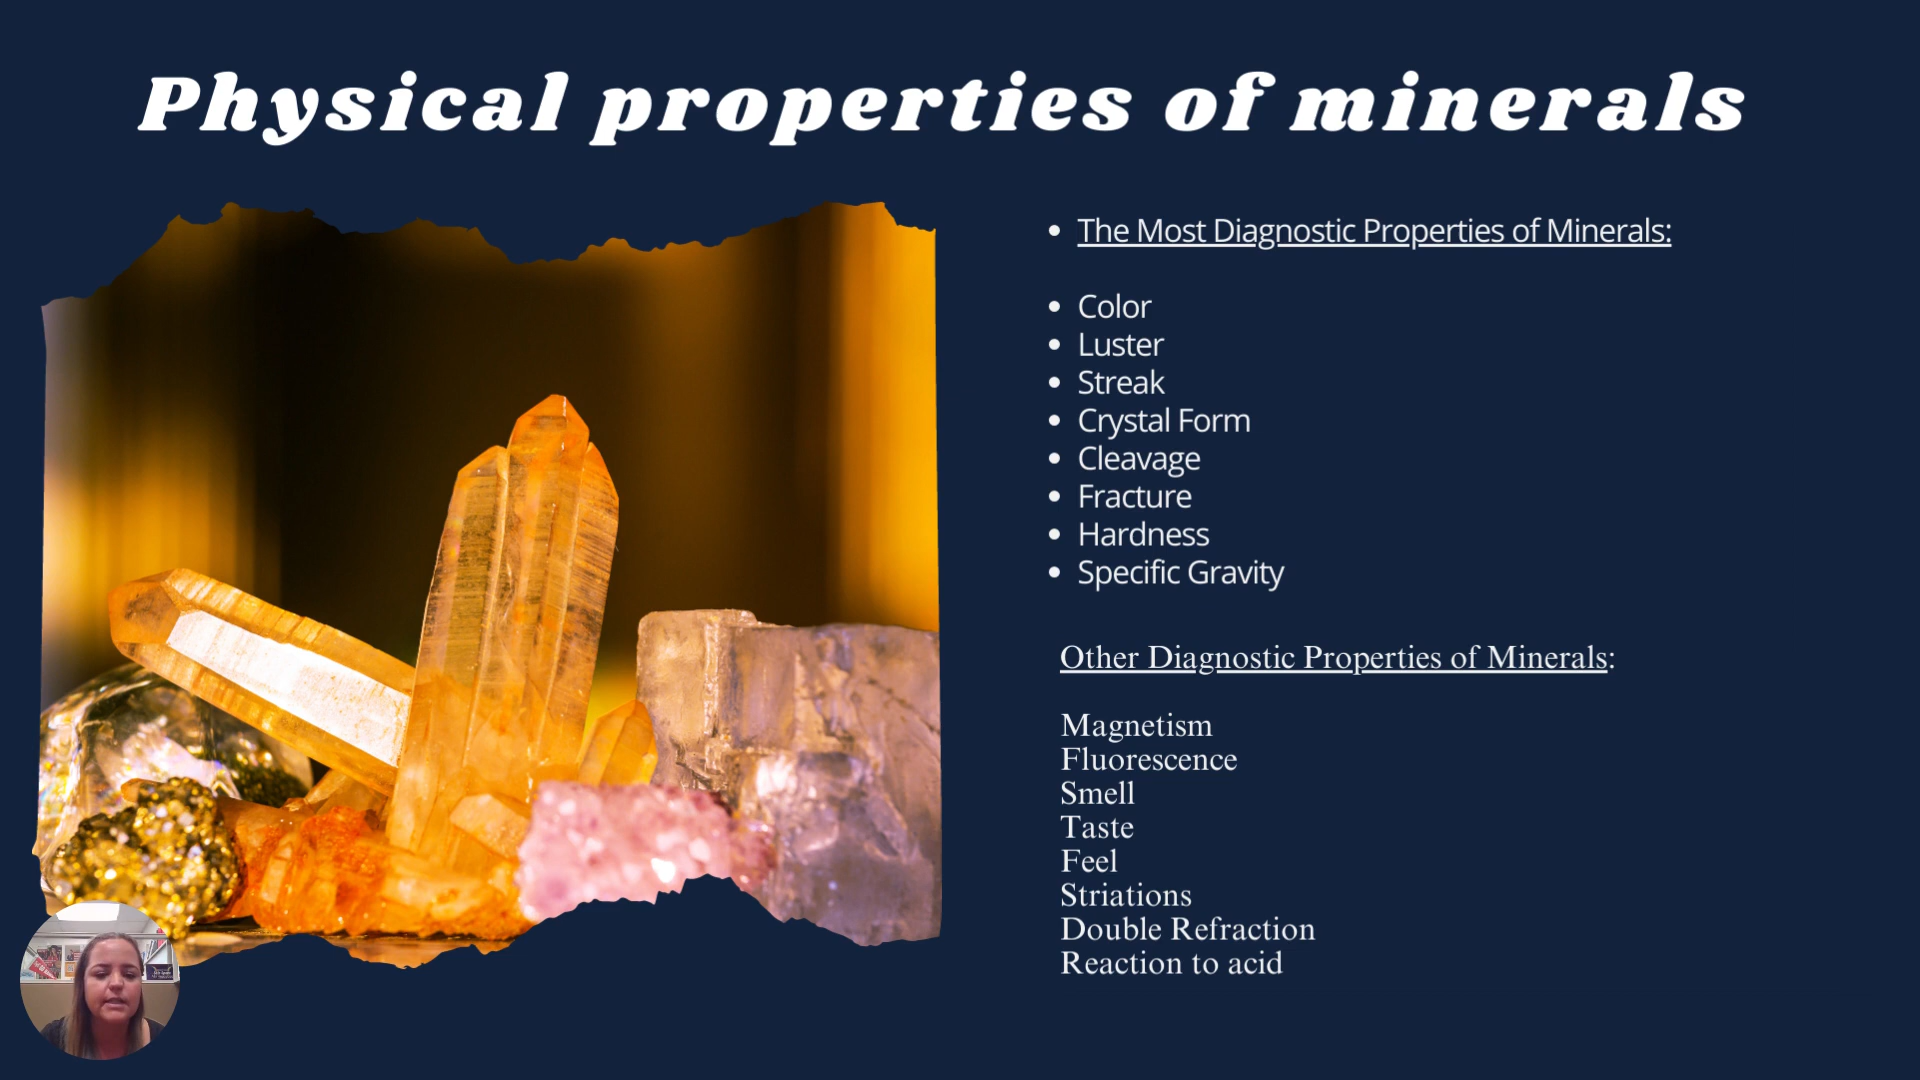 Physical properties of minerals
The Most Diagnostic Properties of Minerals:
Color
Luster
Streak
Crystal Form
Cleavage
Fracture
Hardness
Specific Gravity
Other Diagnostic Properties of Minerals:
Magnetism
Fluorescence
Smell
Taste
Feel
Striations
Double Refraction
Reaction to acid